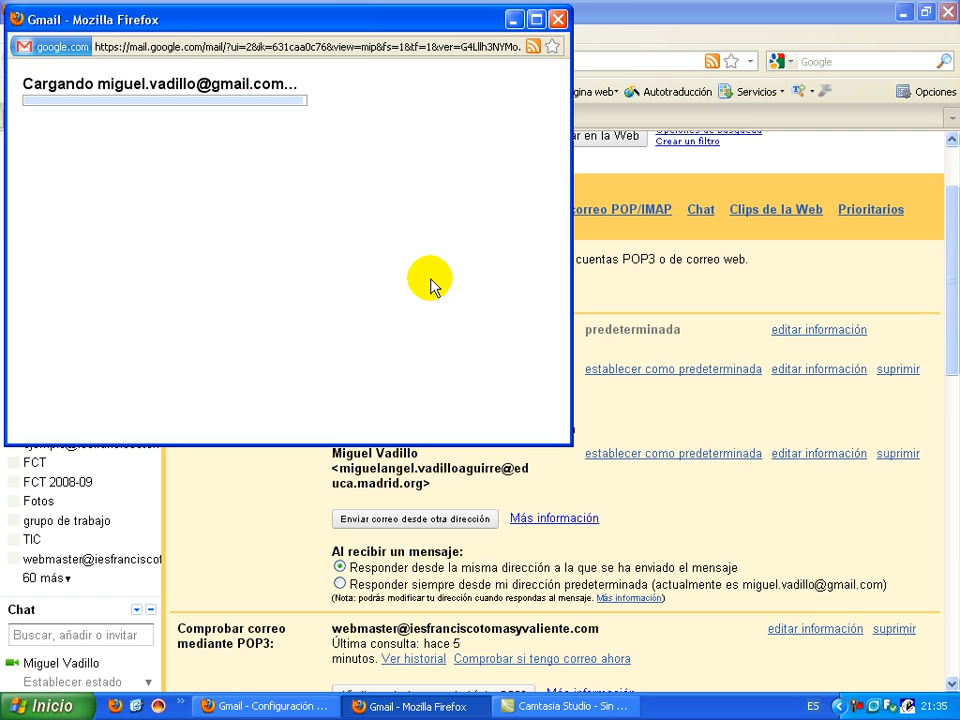 Gmail - Mozilla Firefox
google.com https://mail.google.com/mail/?ui=2&ik=631caa0c76&view=mip&fs=1&tf=1&ver=G4Llh3NYMo.
Google
Cargando miguel.vadillo@gmail.com...
gina web Autotraducción Servicios Opciones
ar en la Web
Opciones de búsqueda
Crear un filtro
correo POP/IMAP Chat Clips de la Web Prioritarios
cuentas POP3 o de correo web.
predeterminada editar información
establecer como predeterminada editar información suprimir
FCT
FCT 2008-09
Fotos
grupo de trabajo
TIC
webmaster@iesfranciscot
60 más▾
Chat
Buscar, añadir o invitar
Miguel Vadillo
Establecer estado
Miguel Vadillo
<miguelangel.vadilloaguirre@ed
uca.madrid.org>
establecer como predeterminada editar información suprimir
Enviar correo desde otra dirección Más información
Al recibir un mensaje:
Responder desde la misma dirección a la que se ha enviado el mensaje
Responder siempre desde mi dirección predeterminada (actualmente es miguel.vadillo@gmail.com)
(Nota: podrás modificar tu dirección cuando respondas al mensaje. Más información)
Comprobar correo
mediante POP3:
webmaster@iesfranciscotomasyvaliente.com
editar información suprimir
Última consulta: hace 5
minutos. Ver historial Comprobar si tengo correo ahora
Más información
Inicio Gmail - Configuración ... Gmail - Mozilla Firefox Camtasia Studio - Sin ... ES 21:35